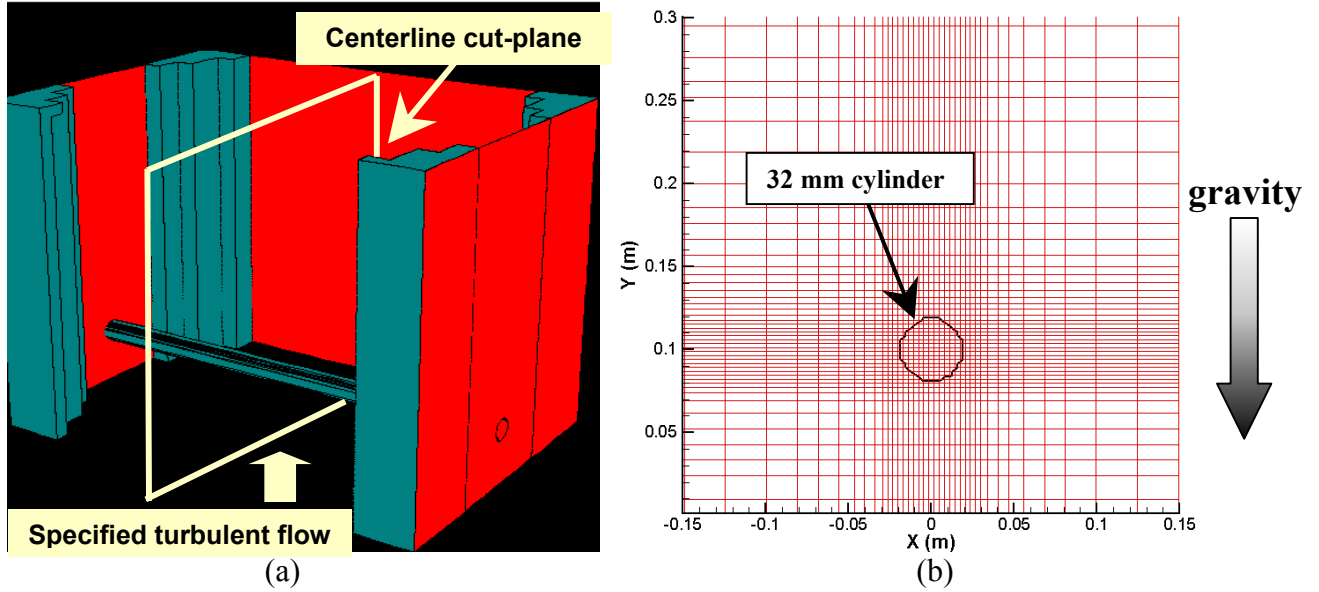 Centerline cut-plane
Specified turbulent flow
(a)
0.3
0.25
0.2
0.15
0.1
0.05
Y (m)
-0.15
-0.1
-0.05
0
0.05
0.1
0.15
X (m)
32 mm cylinder
gravity
(b)